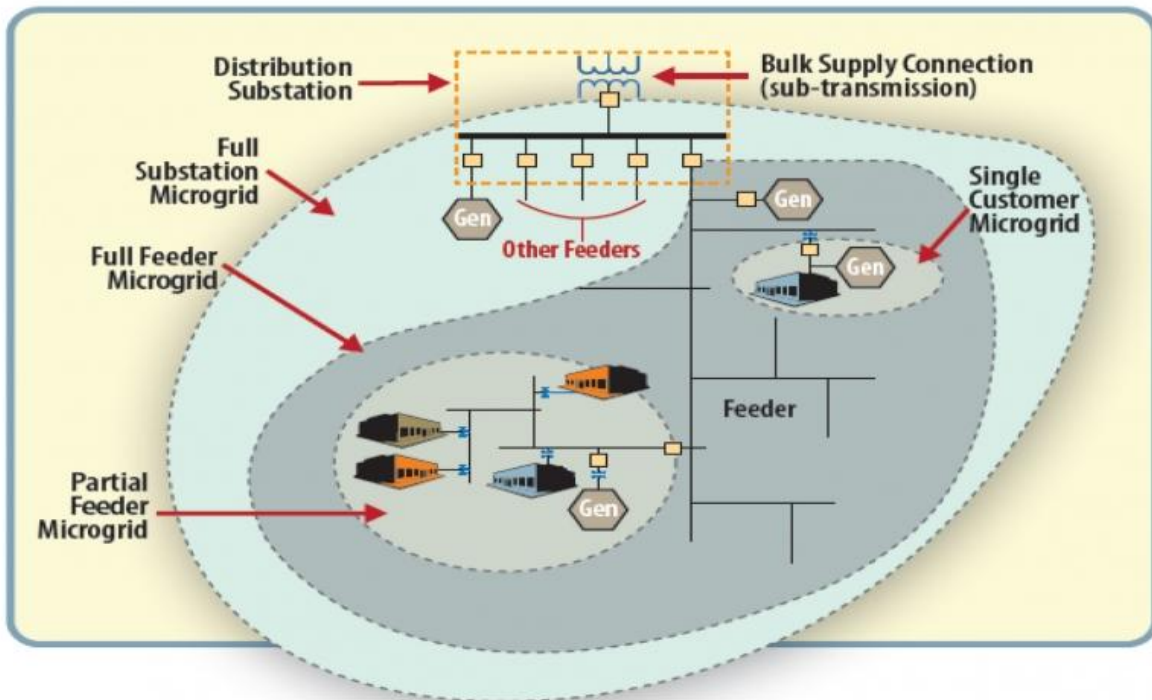 Distribution
Substation
Bulk Supply Connection
(sub-transmission)
Full
Substation
Microgrid
Single
Customer
Microgrid
Gen
Gen
Other Feeders
Full Feeder
Microgrid
Gen
Feeder
Partial
Feeder
Microgrid
Gen